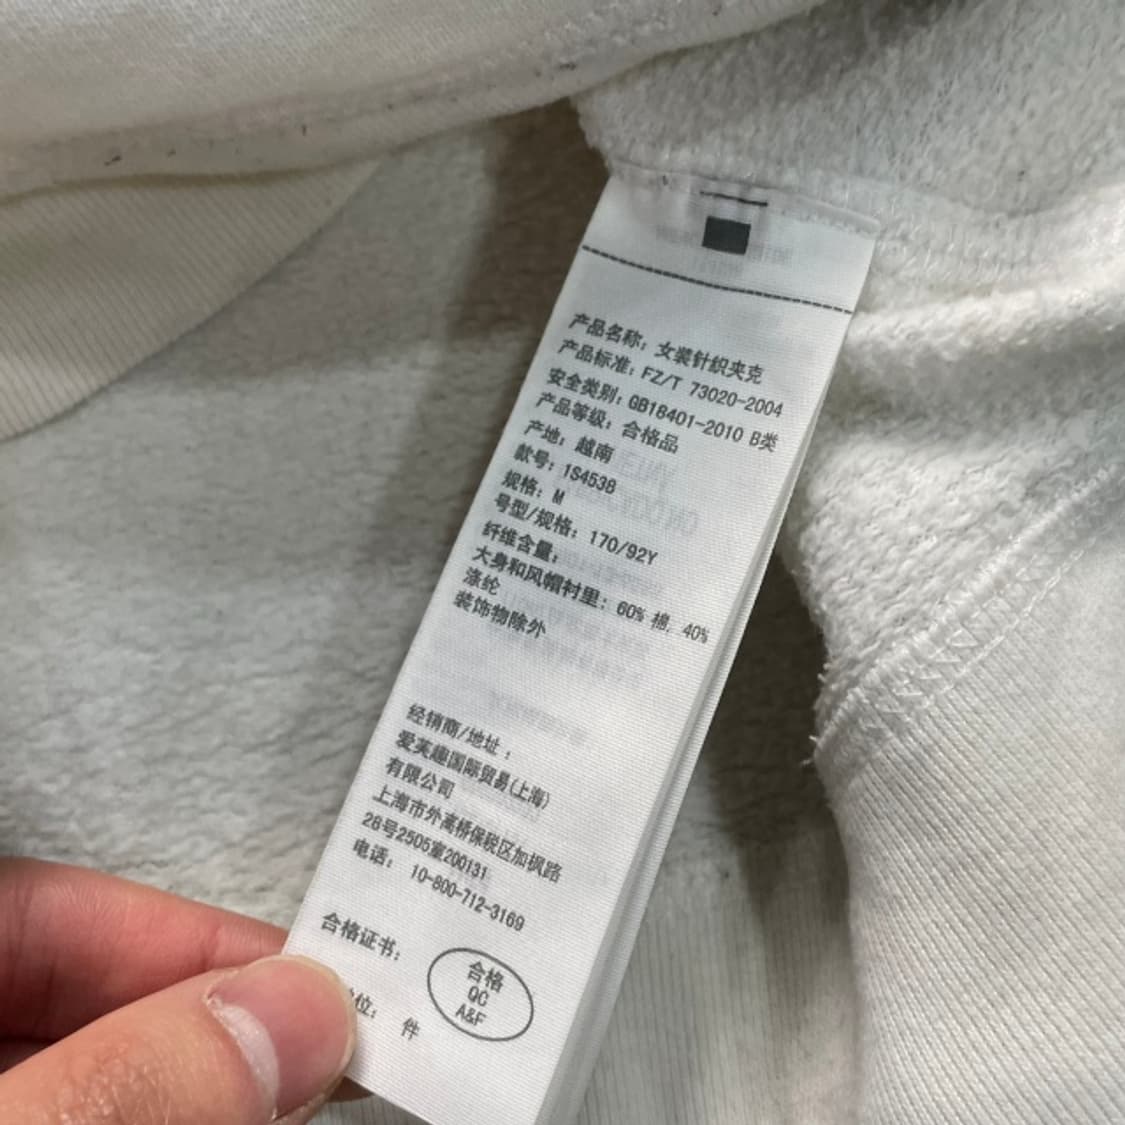 产品名称：女装针织夹克
产品标准：FZ/T 73020-2004
安全类别：GB18401-2010 B类
产品等级：合格品
产地：越南
款号：1S453B
规格：M
号型/规格：170/92Y
纤维含量：
大身和风帽衬里：60% 棉, 40%
涤纶
装饰物除外
经销商/地址：
爱芙趣国际贸易(上海)
有限公司
上海市外高桥保税区加枫路
28号2505室200131
电话： 10-800-712-3169
合格证书：
合格
QC
A&F
位： 件